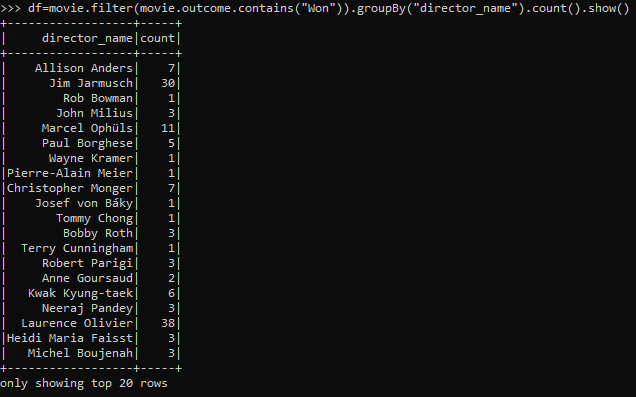 >>> df=movie.filter(movie.outcome.contains("Won")).groupBy("director_name").count().show()
+------------------+-----+
|     director_name|count|
+------------------+-----+
|    Allison Anders|    7|
|      Jim Jarmusch|   30|
|        Rob Bowman|    1|
|       John Milius|    3|
|     Marcel Ophüls|   11|
|     Paul Borghese|    5|
|      Wayne Kramer|    1|
|Pierre-Alain Meier|    1|
|Christopher Monger|    7|
|    Josef von Báky|    1|
|       Tommy Chong|    1|
|        Bobby Roth|    3|
|  Terry Cunningham|    1|
|     Robert Parigi|    3|
|     Anne Goursaud|    2|
|   Kwak Kyung-taek|    6|
|     Neeraj Pandey|    3|
|  Laurence Olivier|   38|
|Heidi Maria Faisst|    3|
|   Michel Boujenah|    3|
+------------------+-----+
only showing top 20 rows